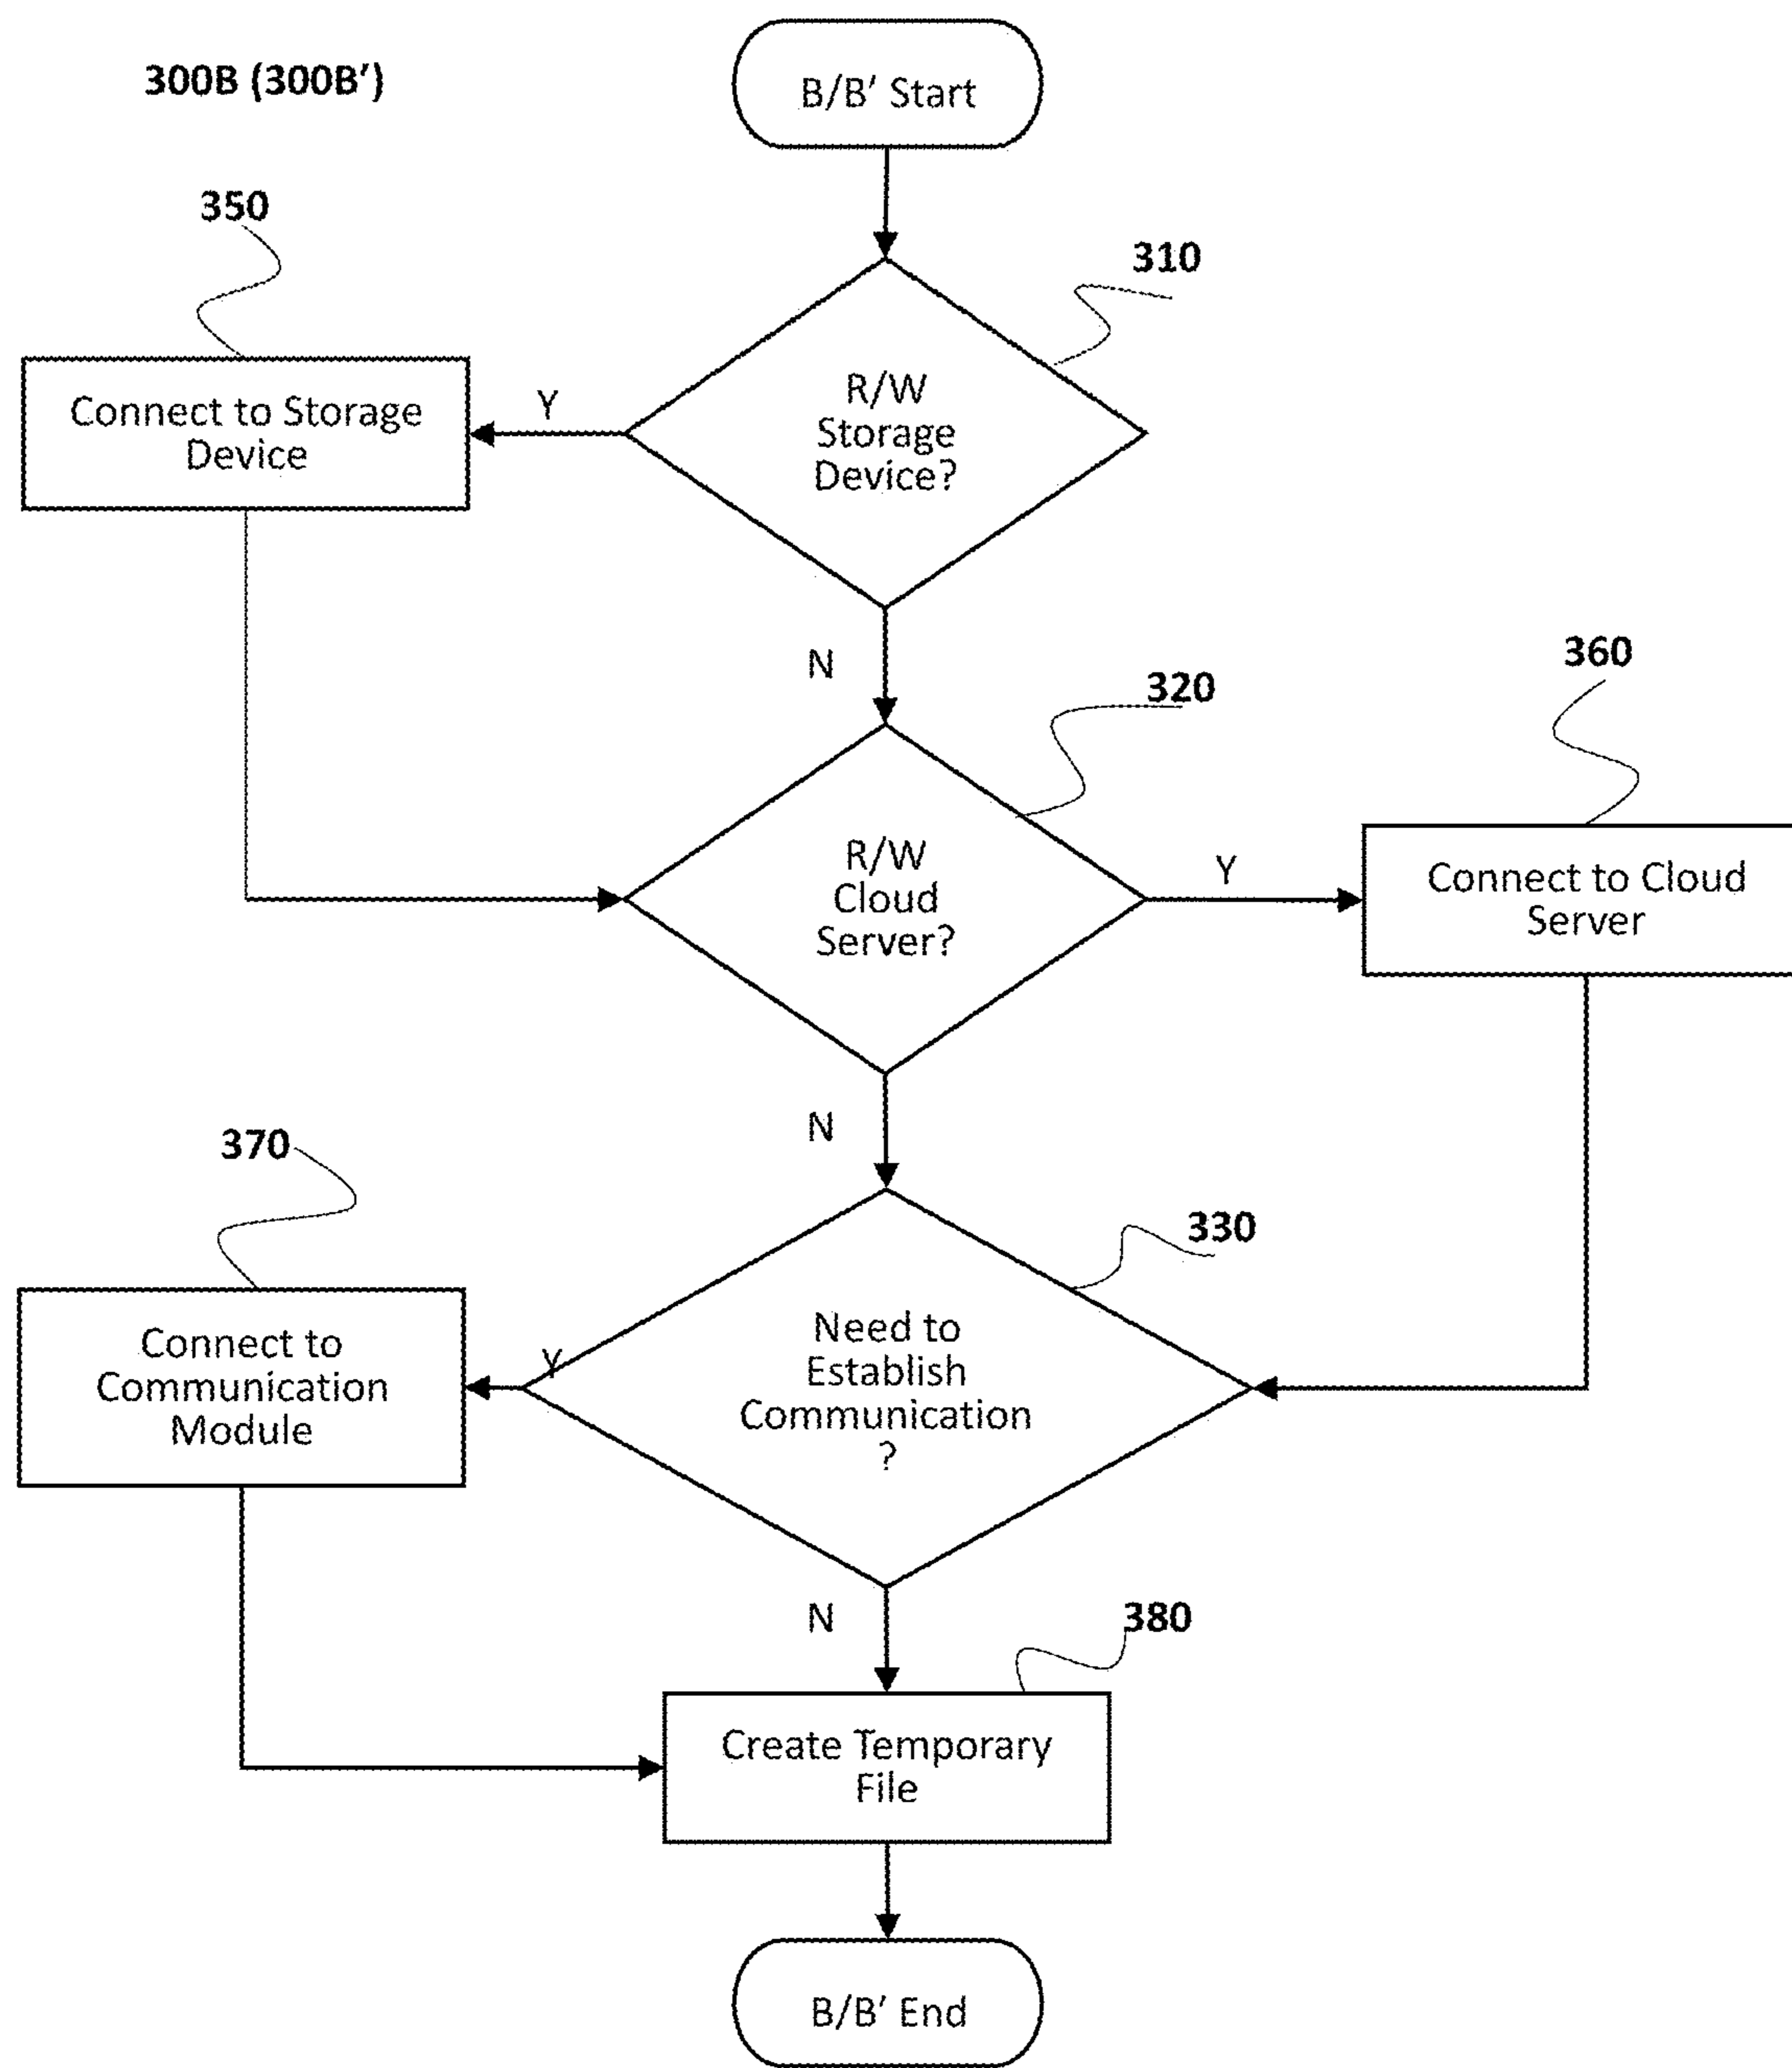 300B (300B’)
B/B’ Start
350
310
R/W
Storage
Device?
Y
Connect to Storage
Device
N
320
360
R/W
Cloud
Server?
Y
Connect to Cloud
Server
N
370
330
Need to
Establish
Communication
?
Y
Connect to
Communication
Module
N
380
Create Temporary
File
B/B’ End